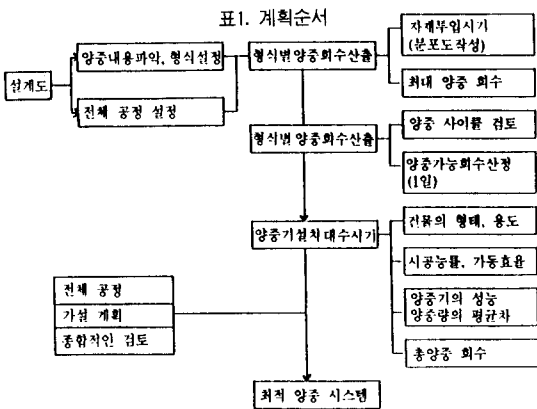 표1. 계획순서
설계도
양중내용파악, 형식설정
전체 공정 설정
형식별양중회수산출
자재투입시기
(분포도작성)
최대 양중 회수
형식별 양중회수산출
양중 사이클 검토
양중가능회수산정
(1일)
양중기설치대수시기
건물의 형태, 용도
시공능률, 가동효율
양중기의 성능
양중량의 평균차
총양중 회수
전체 공정
가설 계획
종합적인 검토
최적 양중 시스템